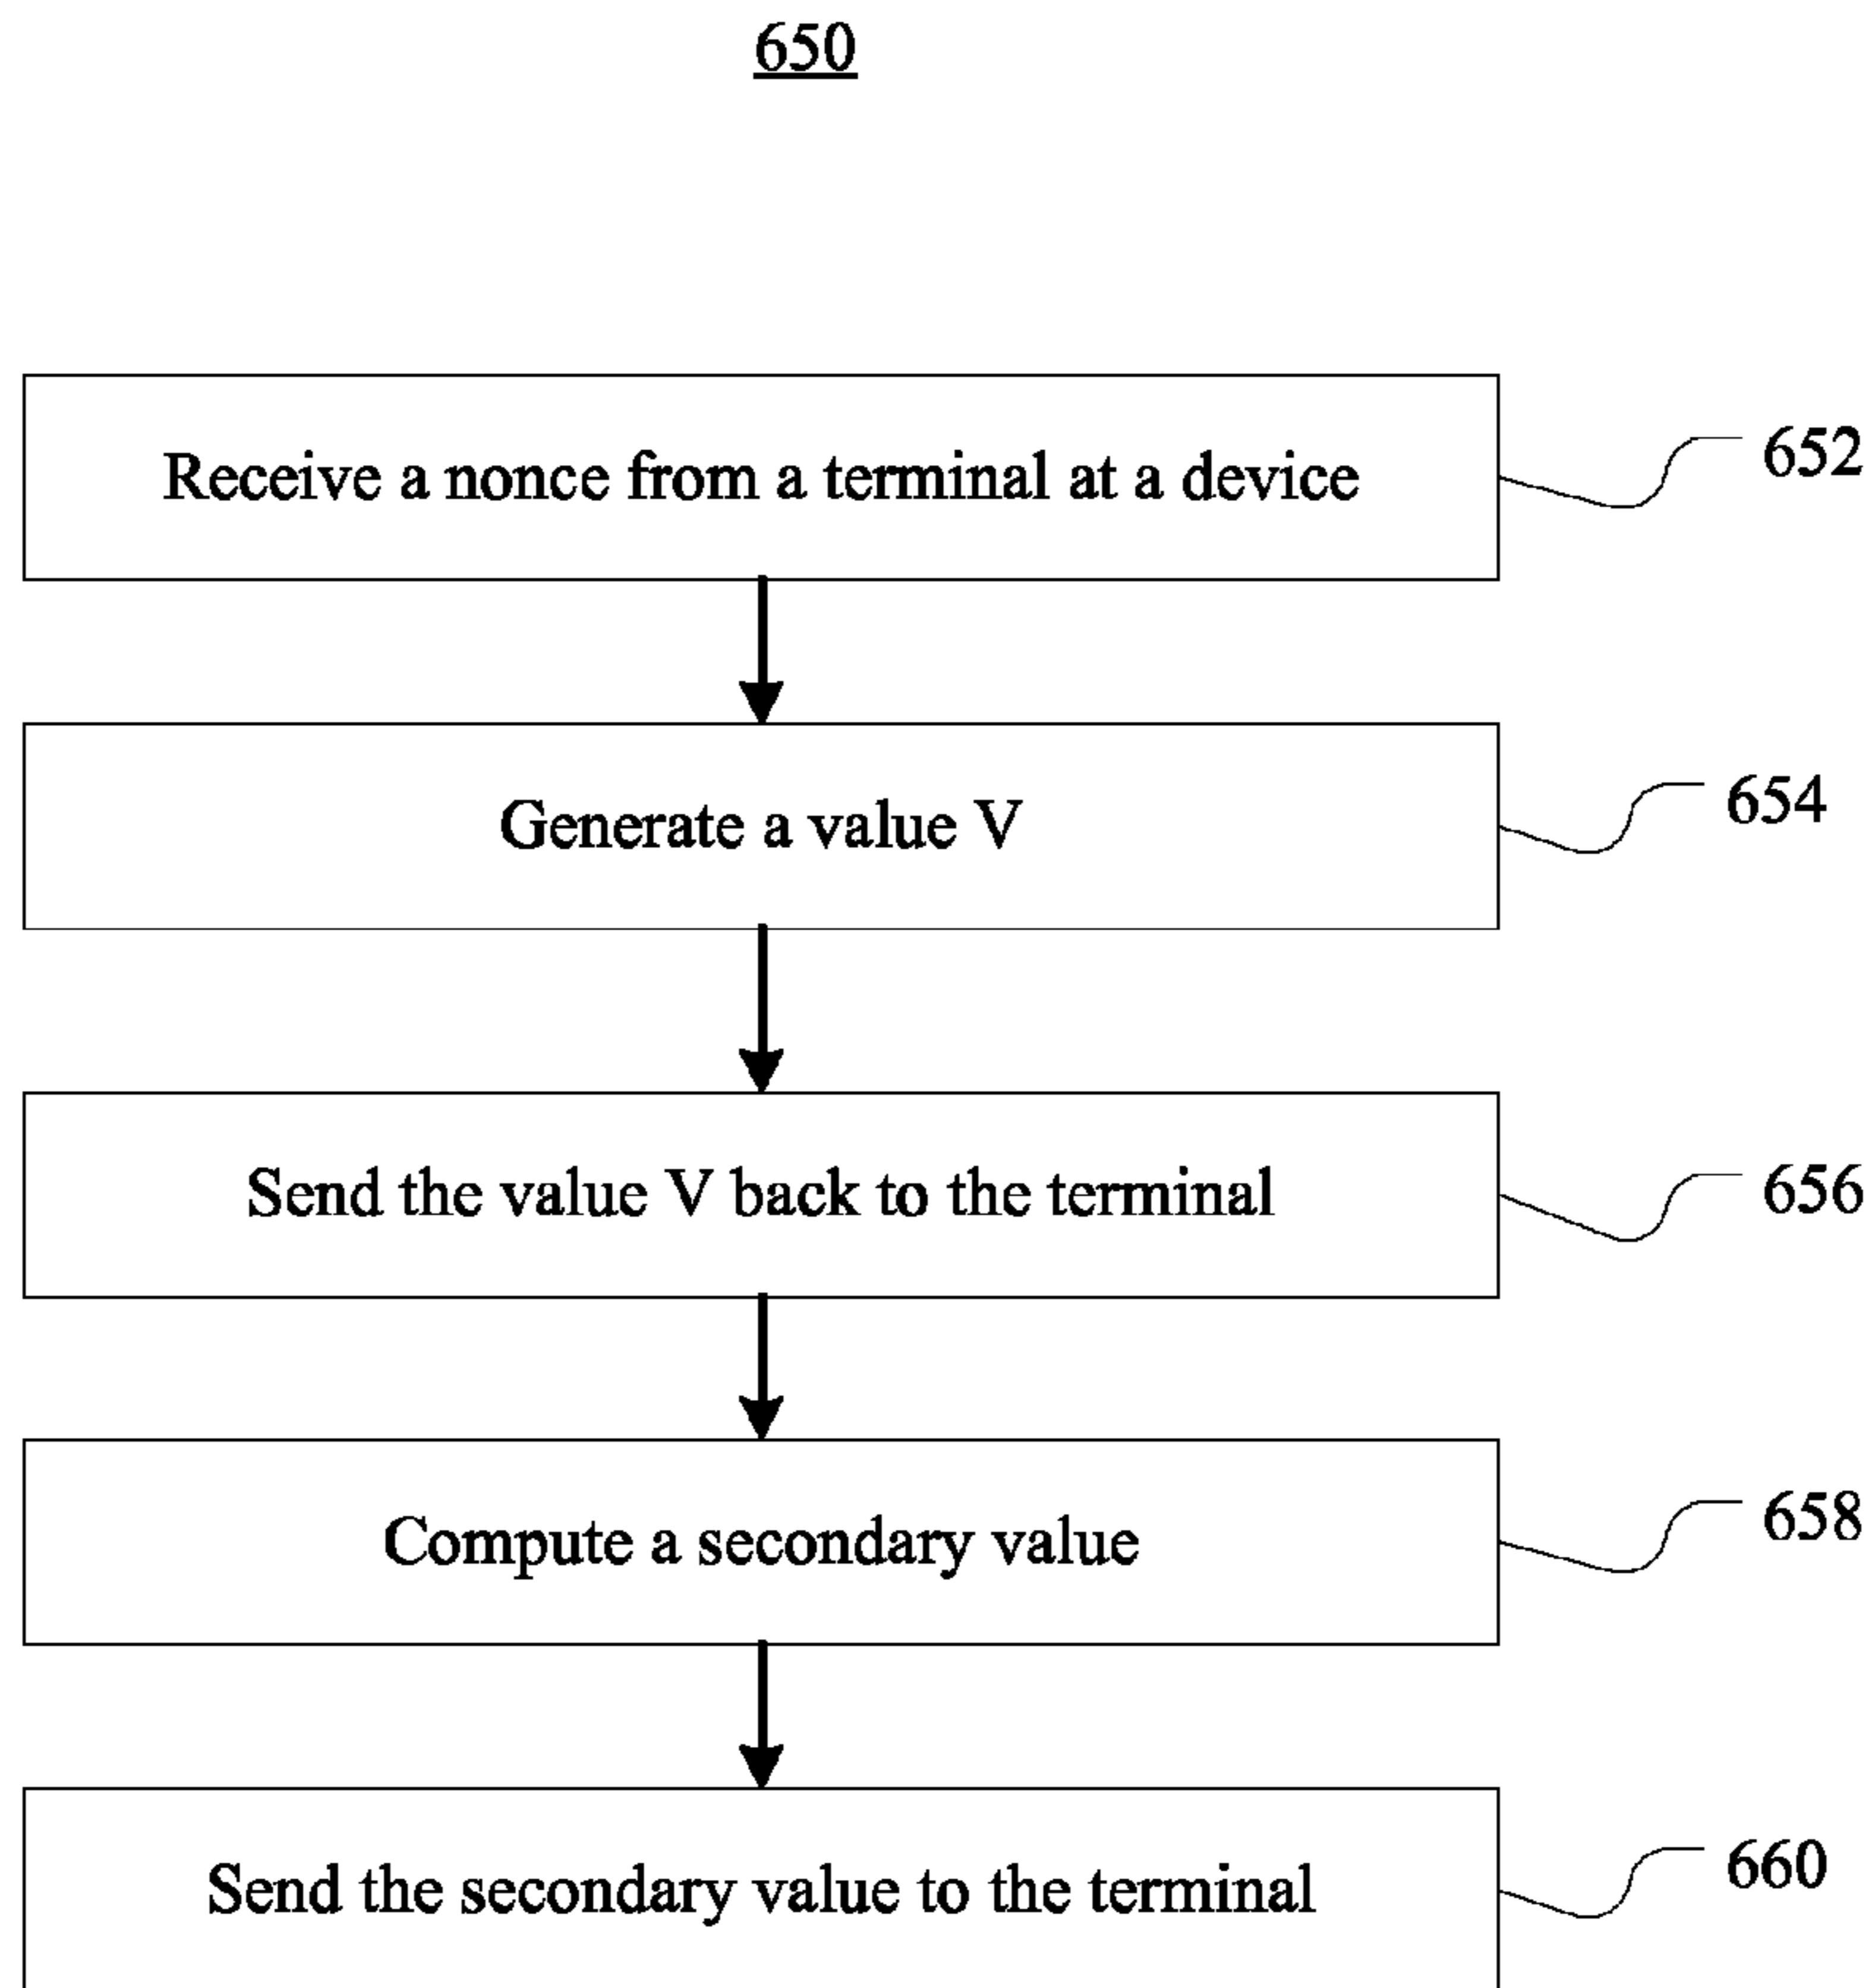 650
Receive a nonce from a terminal at a device
652
Generate a value V
654
Send the value V back to the terminal
656
Compute a secondary value
658
Send the secondary value to the terminal
660